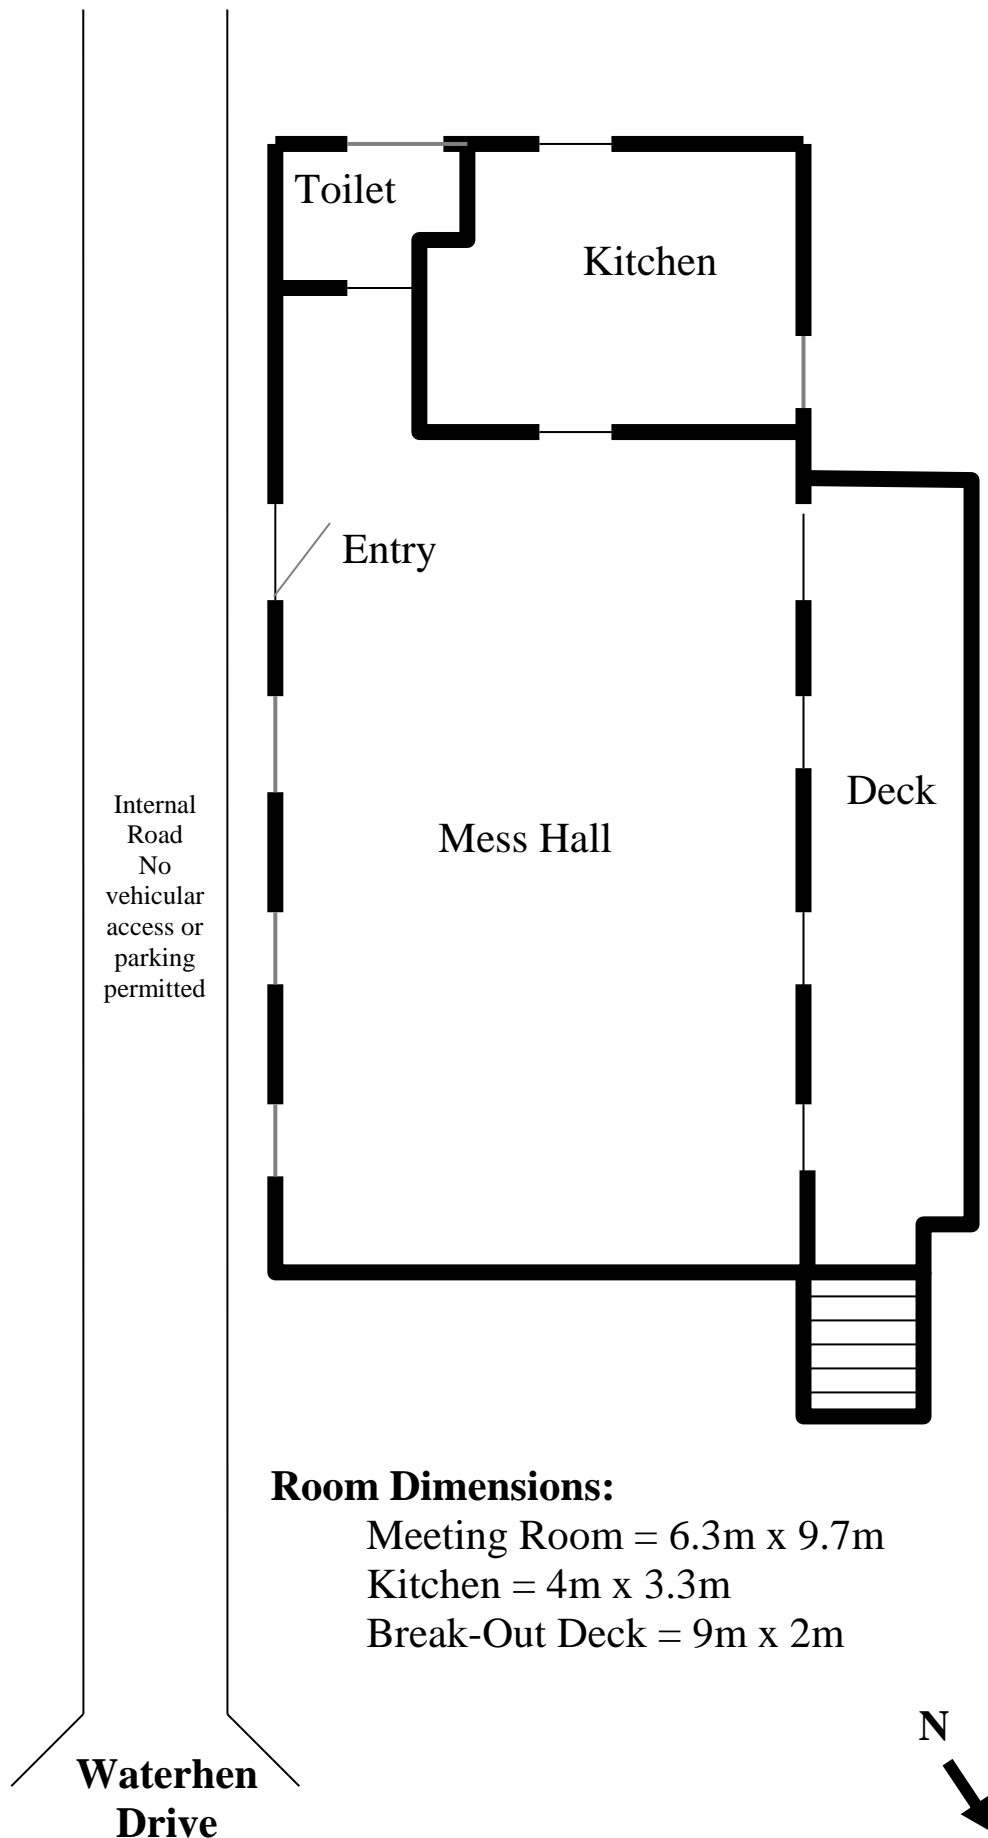 Toilet
Kitchen
Entry
Mess Hall
Deck
Internal
Road
No
vehicular
access or
parking
permitted
Room Dimensions:
Meeting Room = 6.3m x 9.7m
Kitchen = 4m x 3.3m
Break-Out Deck = 9m x 2m
N
Waterhen
Drive